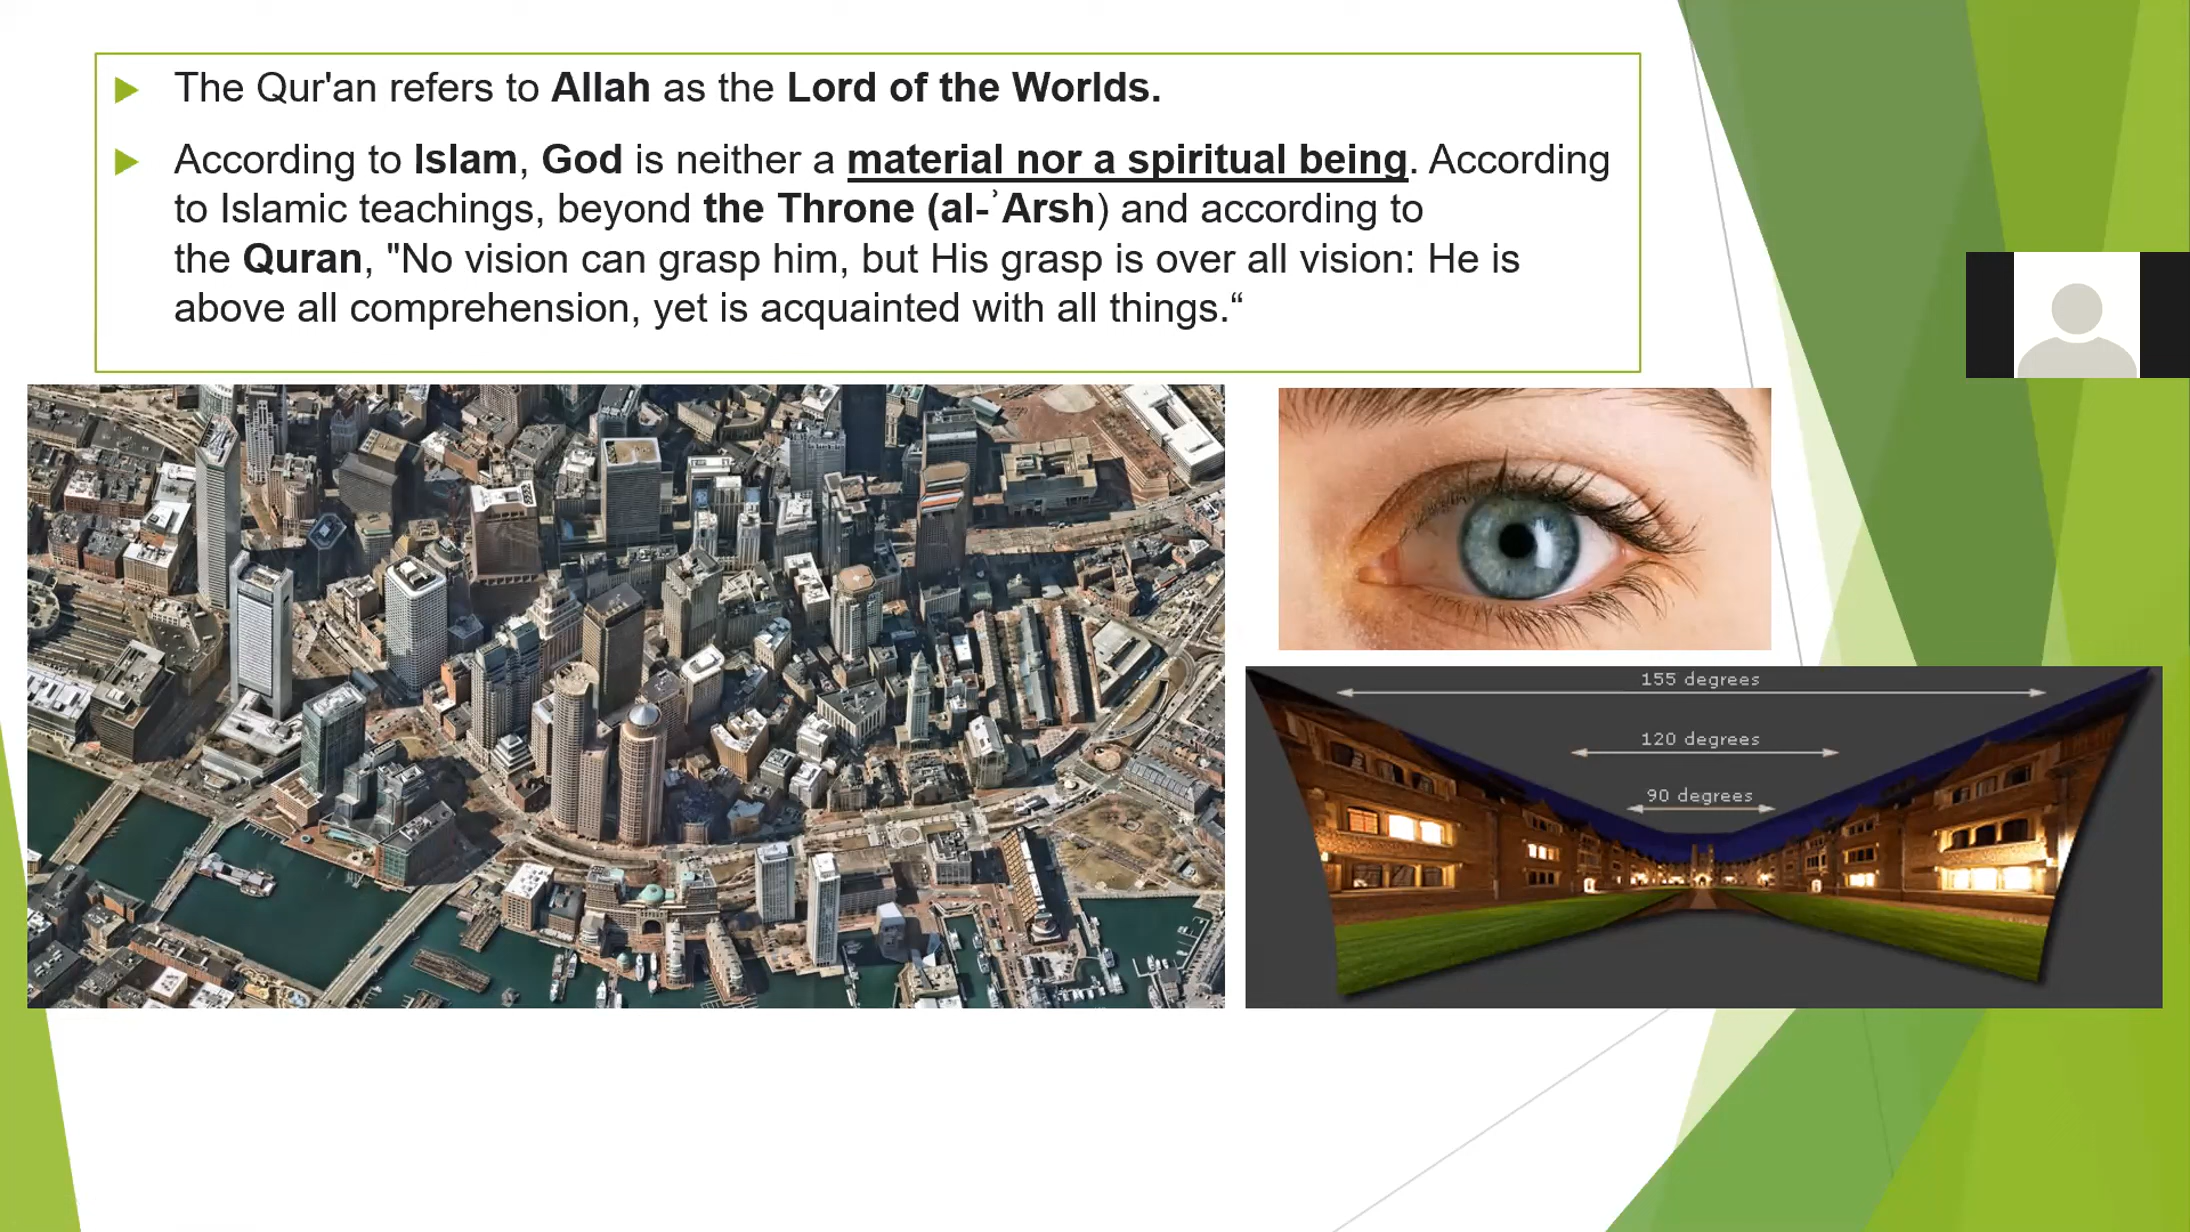 The Qur'an refers to Allah as the Lord of the Worlds.
According to Islam, God is neither a material nor a spiritual being. According
to Islamic teachings, beyond the Throne (al-ʾArsh) and according to
the Quran, "No vision can grasp him, but His grasp is over all vision: He is
above all comprehension, yet is acquainted with all things.“
155 degrees
120 degrees
90 degrees